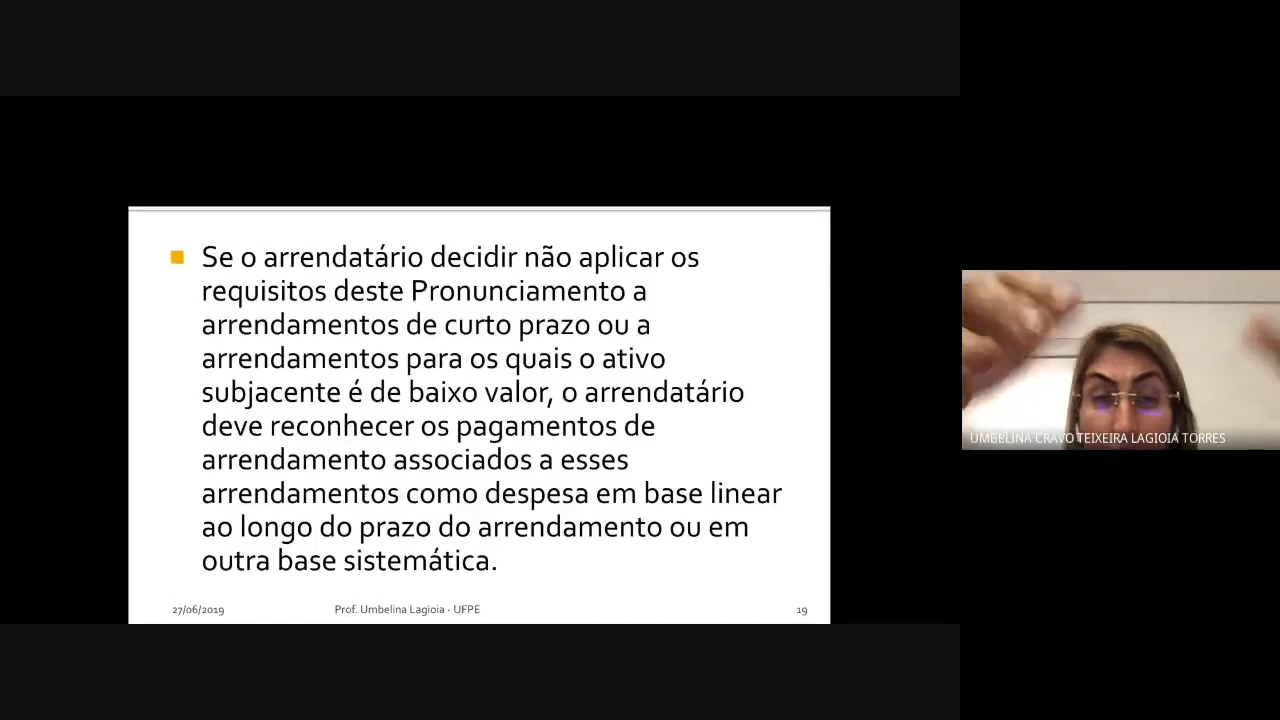 Se o arrendatário decidir não aplicar os
requisitos deste Pronunciamento a
arrendamentos de curto prazo ou a
arrendamentos para os quais o ativo
subjacente é de baixo valor, o arrendatário
deve reconhecer os pagamentos de
arrendamento associados a esses
arrendamentos como despesa em base linear
ao longo do prazo do arrendamento ou em
outra base sistemática.
27/06/2019 Prof. Umbelina Lagioia - UFPE 19
UMBELINA CRAVO TEIXEIRA LAGIOIA TORRES